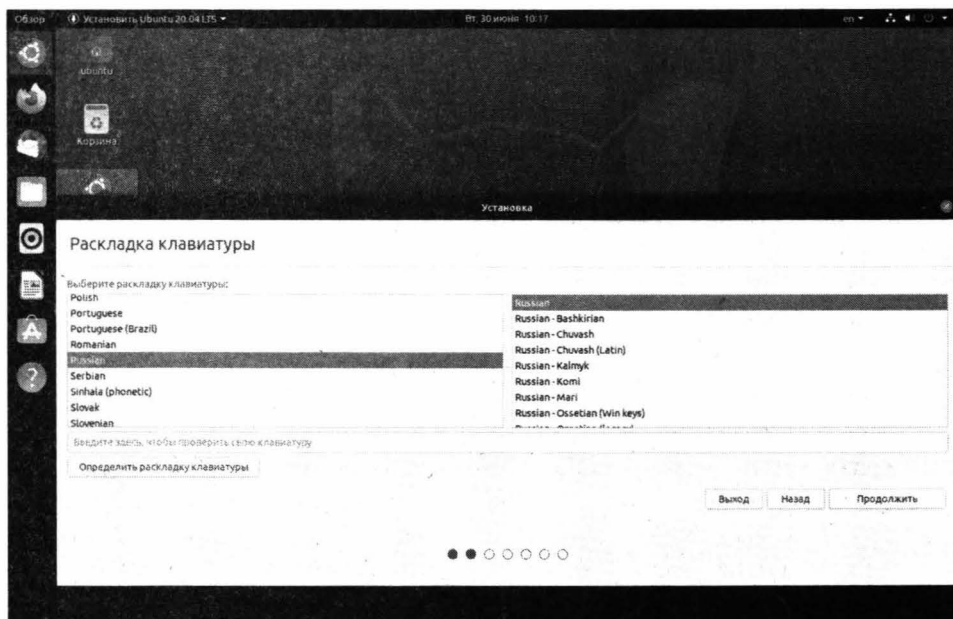 Обзор
Установить Ubuntu 20.04 LTS
Вт, 30 июня 10:17
en
ubuntu
Корзина
Установка
Раскладка клавиатуры
Выберите раскладку клавиатуры:
Polish
Portuguese
Portuguese (Brazil)
Romanian
Russian
Serbian
Sinhala (phonetic)
Slovak
Slovenian
Russian
Russian - Bashkirian
Russian - Chuvash
Russian - Chuvash (Latin)
Russian - Kalmyk
Russian - Komi
Russian - Mari
Russian - Ossetian (Win keys)
Введите здесь, чтобы проверить свою клавиатуру
Определить раскладку клавиатуры
Выход
Назад
Продолжить